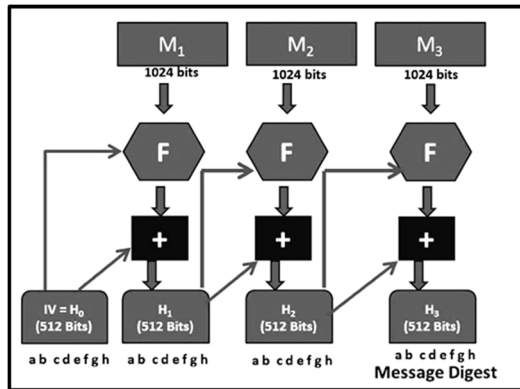 M₁ M₂ M₃
1024 bits 1024 bits 1024 bits
F F F
+ + +
IV = H₀ H₁ H₂ H₃
(512 Bits) (512 Bits) (512 Bits) (512 Bits)
a b c d e f g h a b c d e f g h a b c d e f g h a b c d e f g h
Message Digest